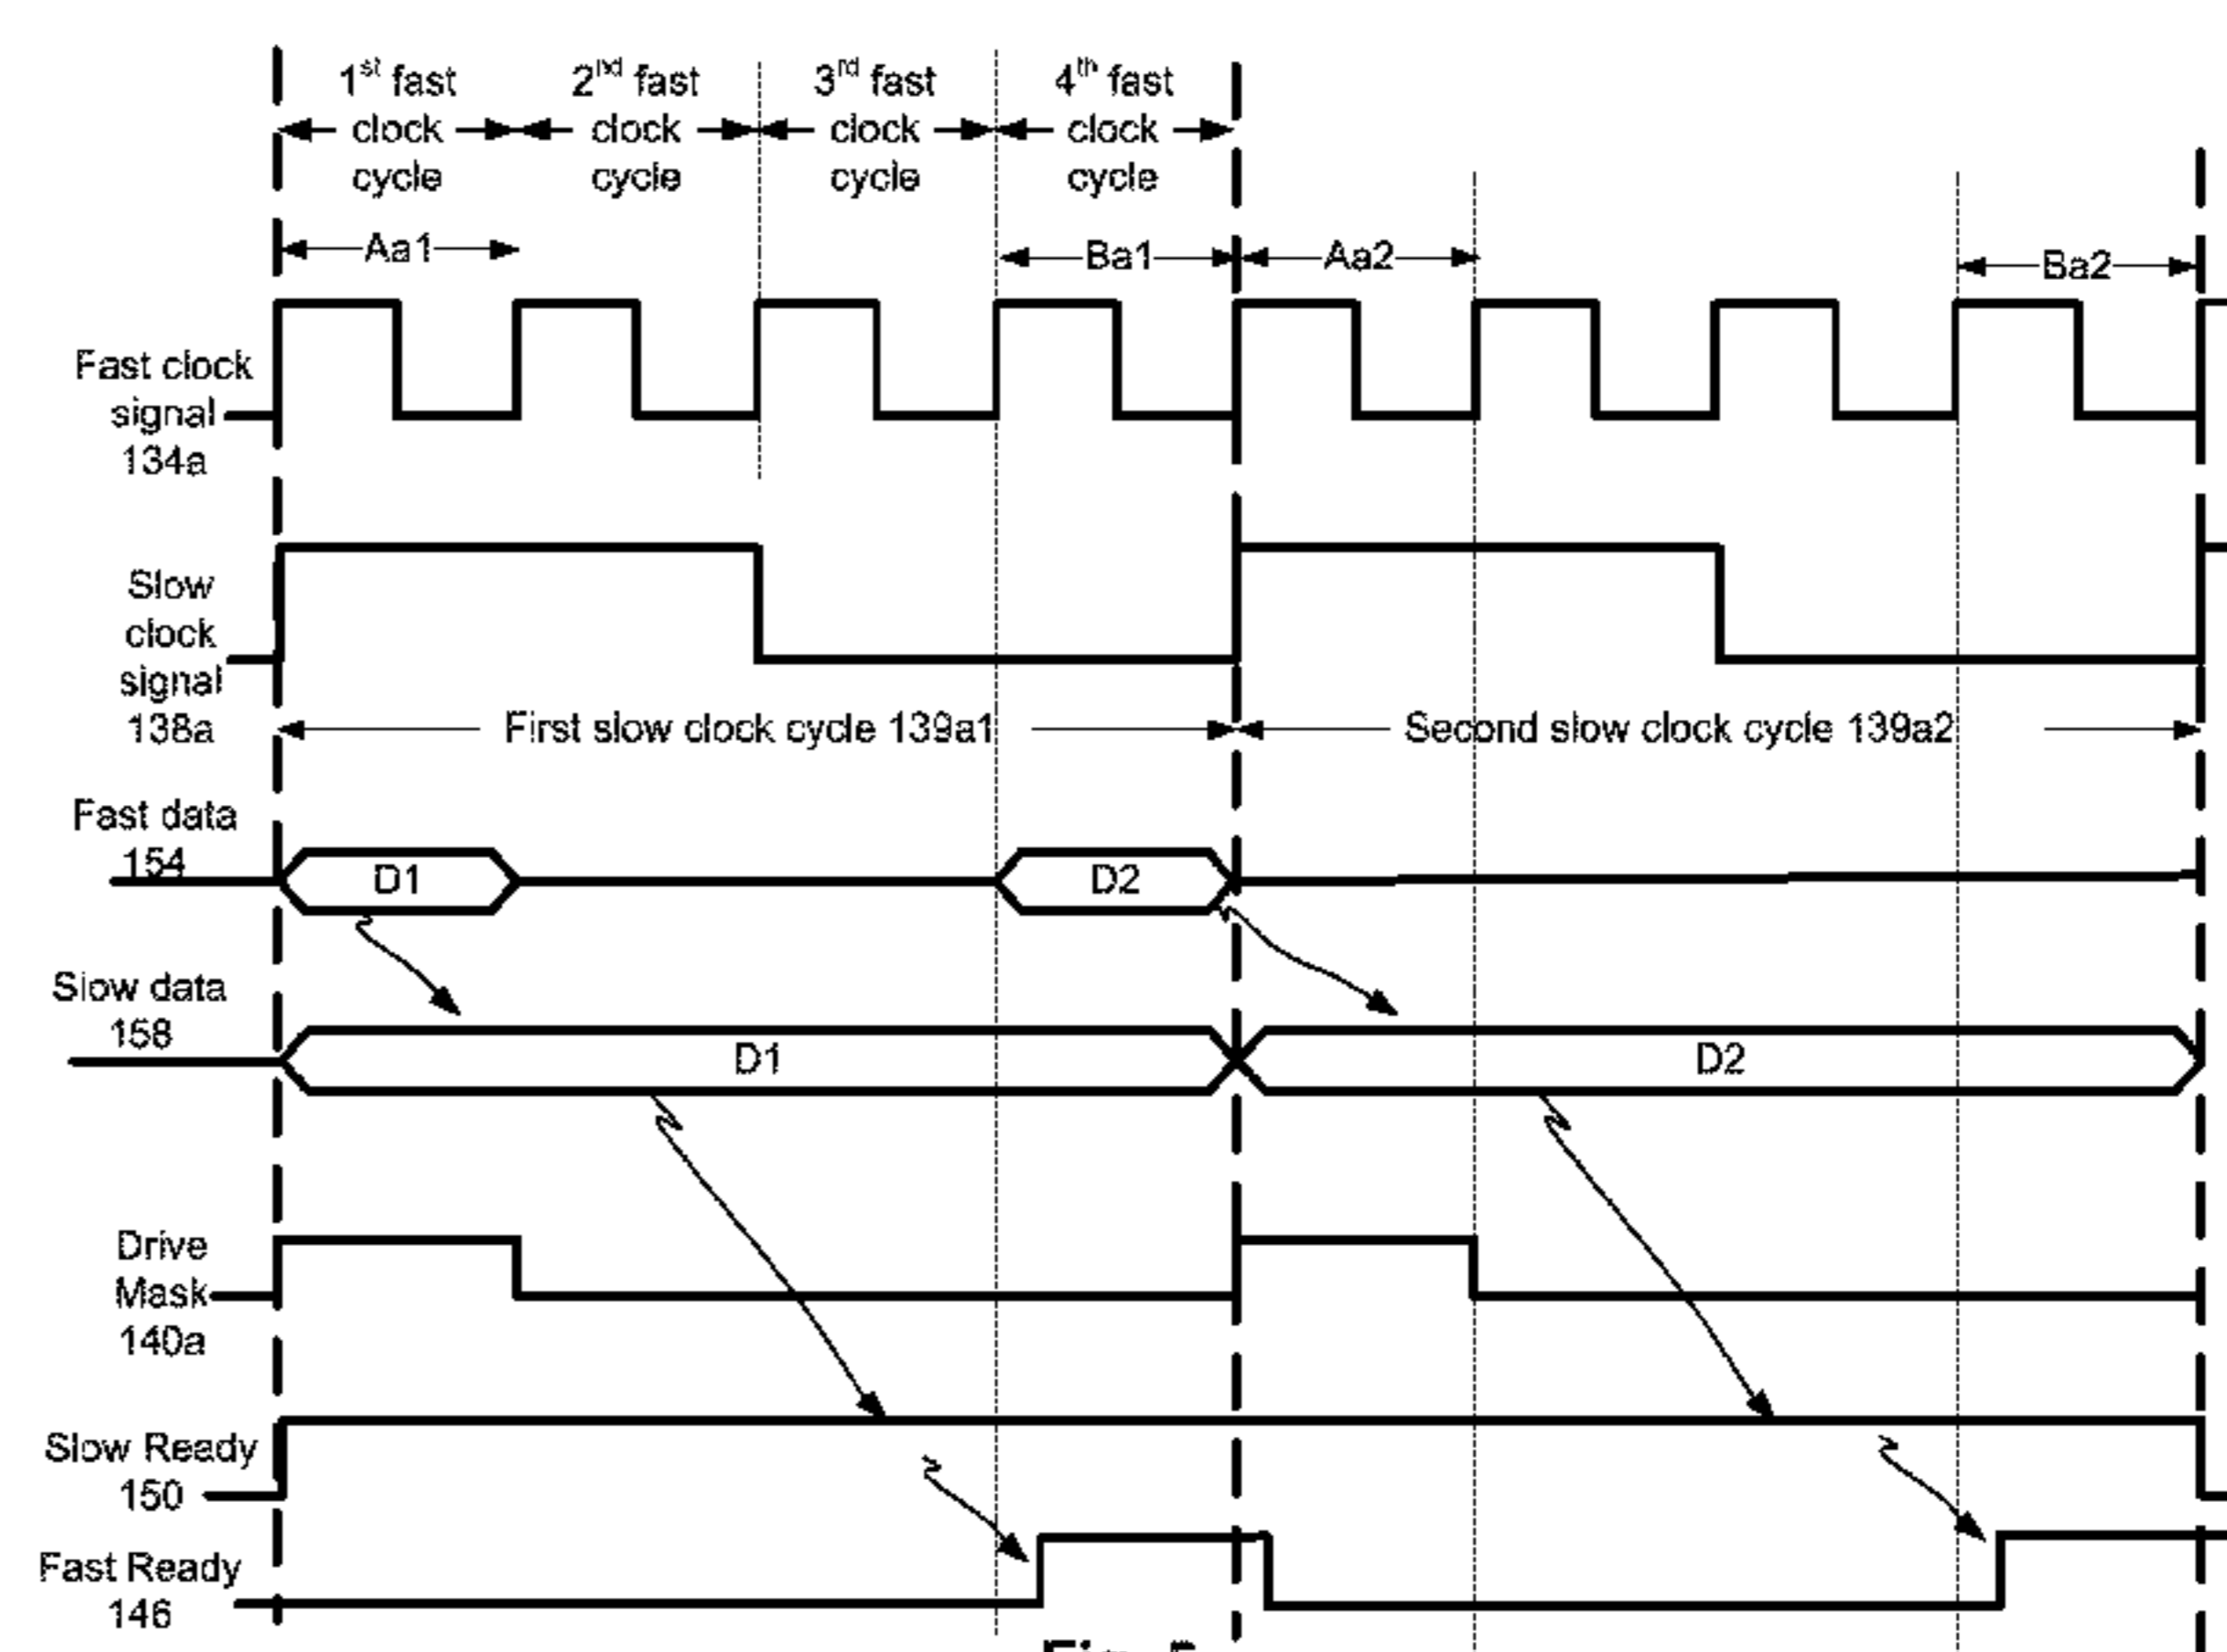 1st fast clock cycle
2nd fast clock cycle
3rd fast clock cycle
4th fast clock cycle
Aa1
Ba1
Aa2
Ba2
Fast clock
signal
134a
Slow
clock
signal
138a
First slow clock cycle 139a1
Second slow clock cycle 139a2
Fast data
154
D1
D2
Slow data
158
D1
D2
Drive
Mask
140a
Slow Ready
150
Fast Ready
146